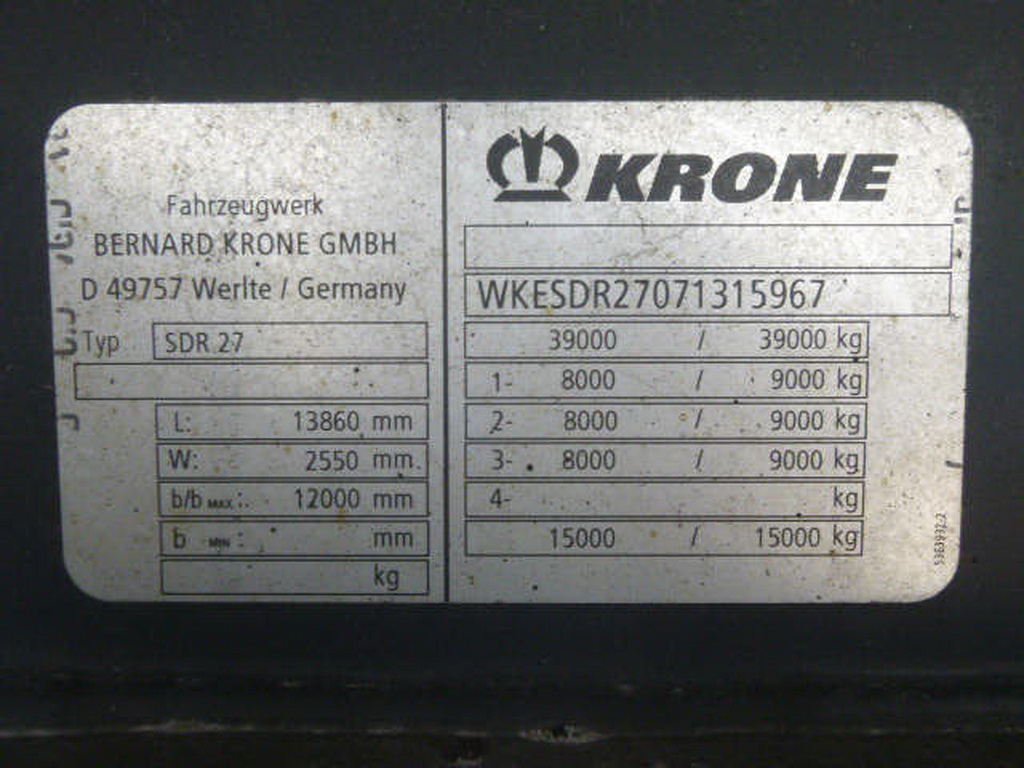 Fahrzeugwerk
BERNARD KRONE GMBH
D 49757 Werlte / Germany
Typ SDR 27
L: 13860 mm
W: 2550 mm
b/b MAX : 12000 mm
b MIN : mm
kg
KRONE
WKESDR27071315967
39000 / 39000 kg
1- 8000 / 9000 kg
2- 8000 / 9000 kg
3- 8000 / 9000 kg
4- kg
15000 / 15000 kg